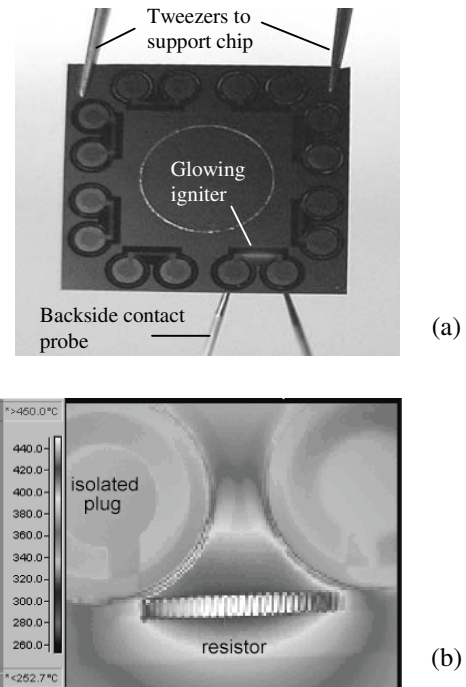 Tweezers to
support chip
Glowing
igniter
Backside contact
probe
(a)
*>450.0°C
440.0
420.0
400.0
380.0
360.0
340.0
320.0
300.0
280.0
260.0
*<252.7°C
isolated
plug
resistor
(b)